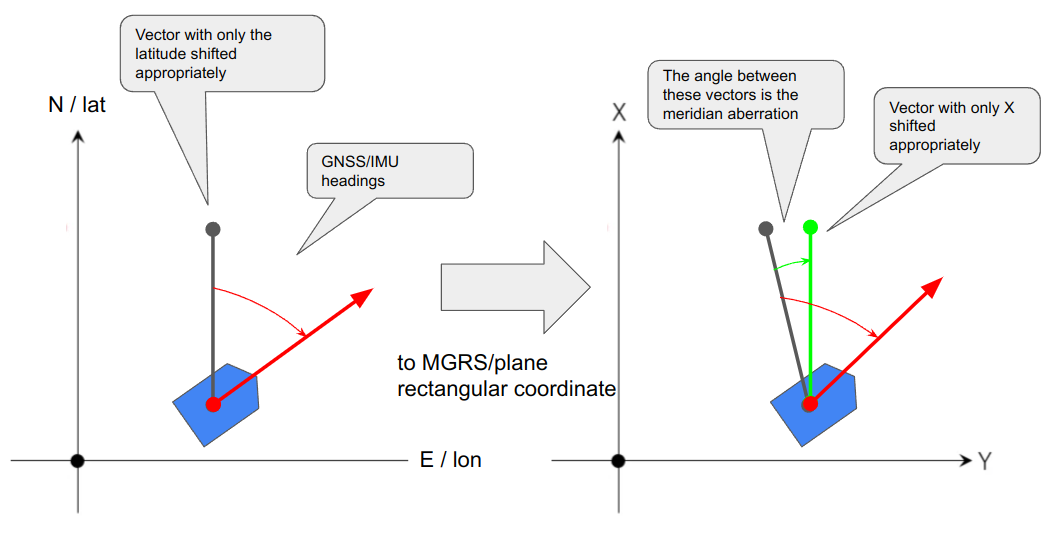 Vector with only the
latitude shifted
appropriately
N / lat
GNSS/IMU
headings
E / lon
to MGRS/plane
rectangular coordinate
X
The angle between
these vectors is the
meridian aberration
Vector with only X
shifted
appropriately
Y